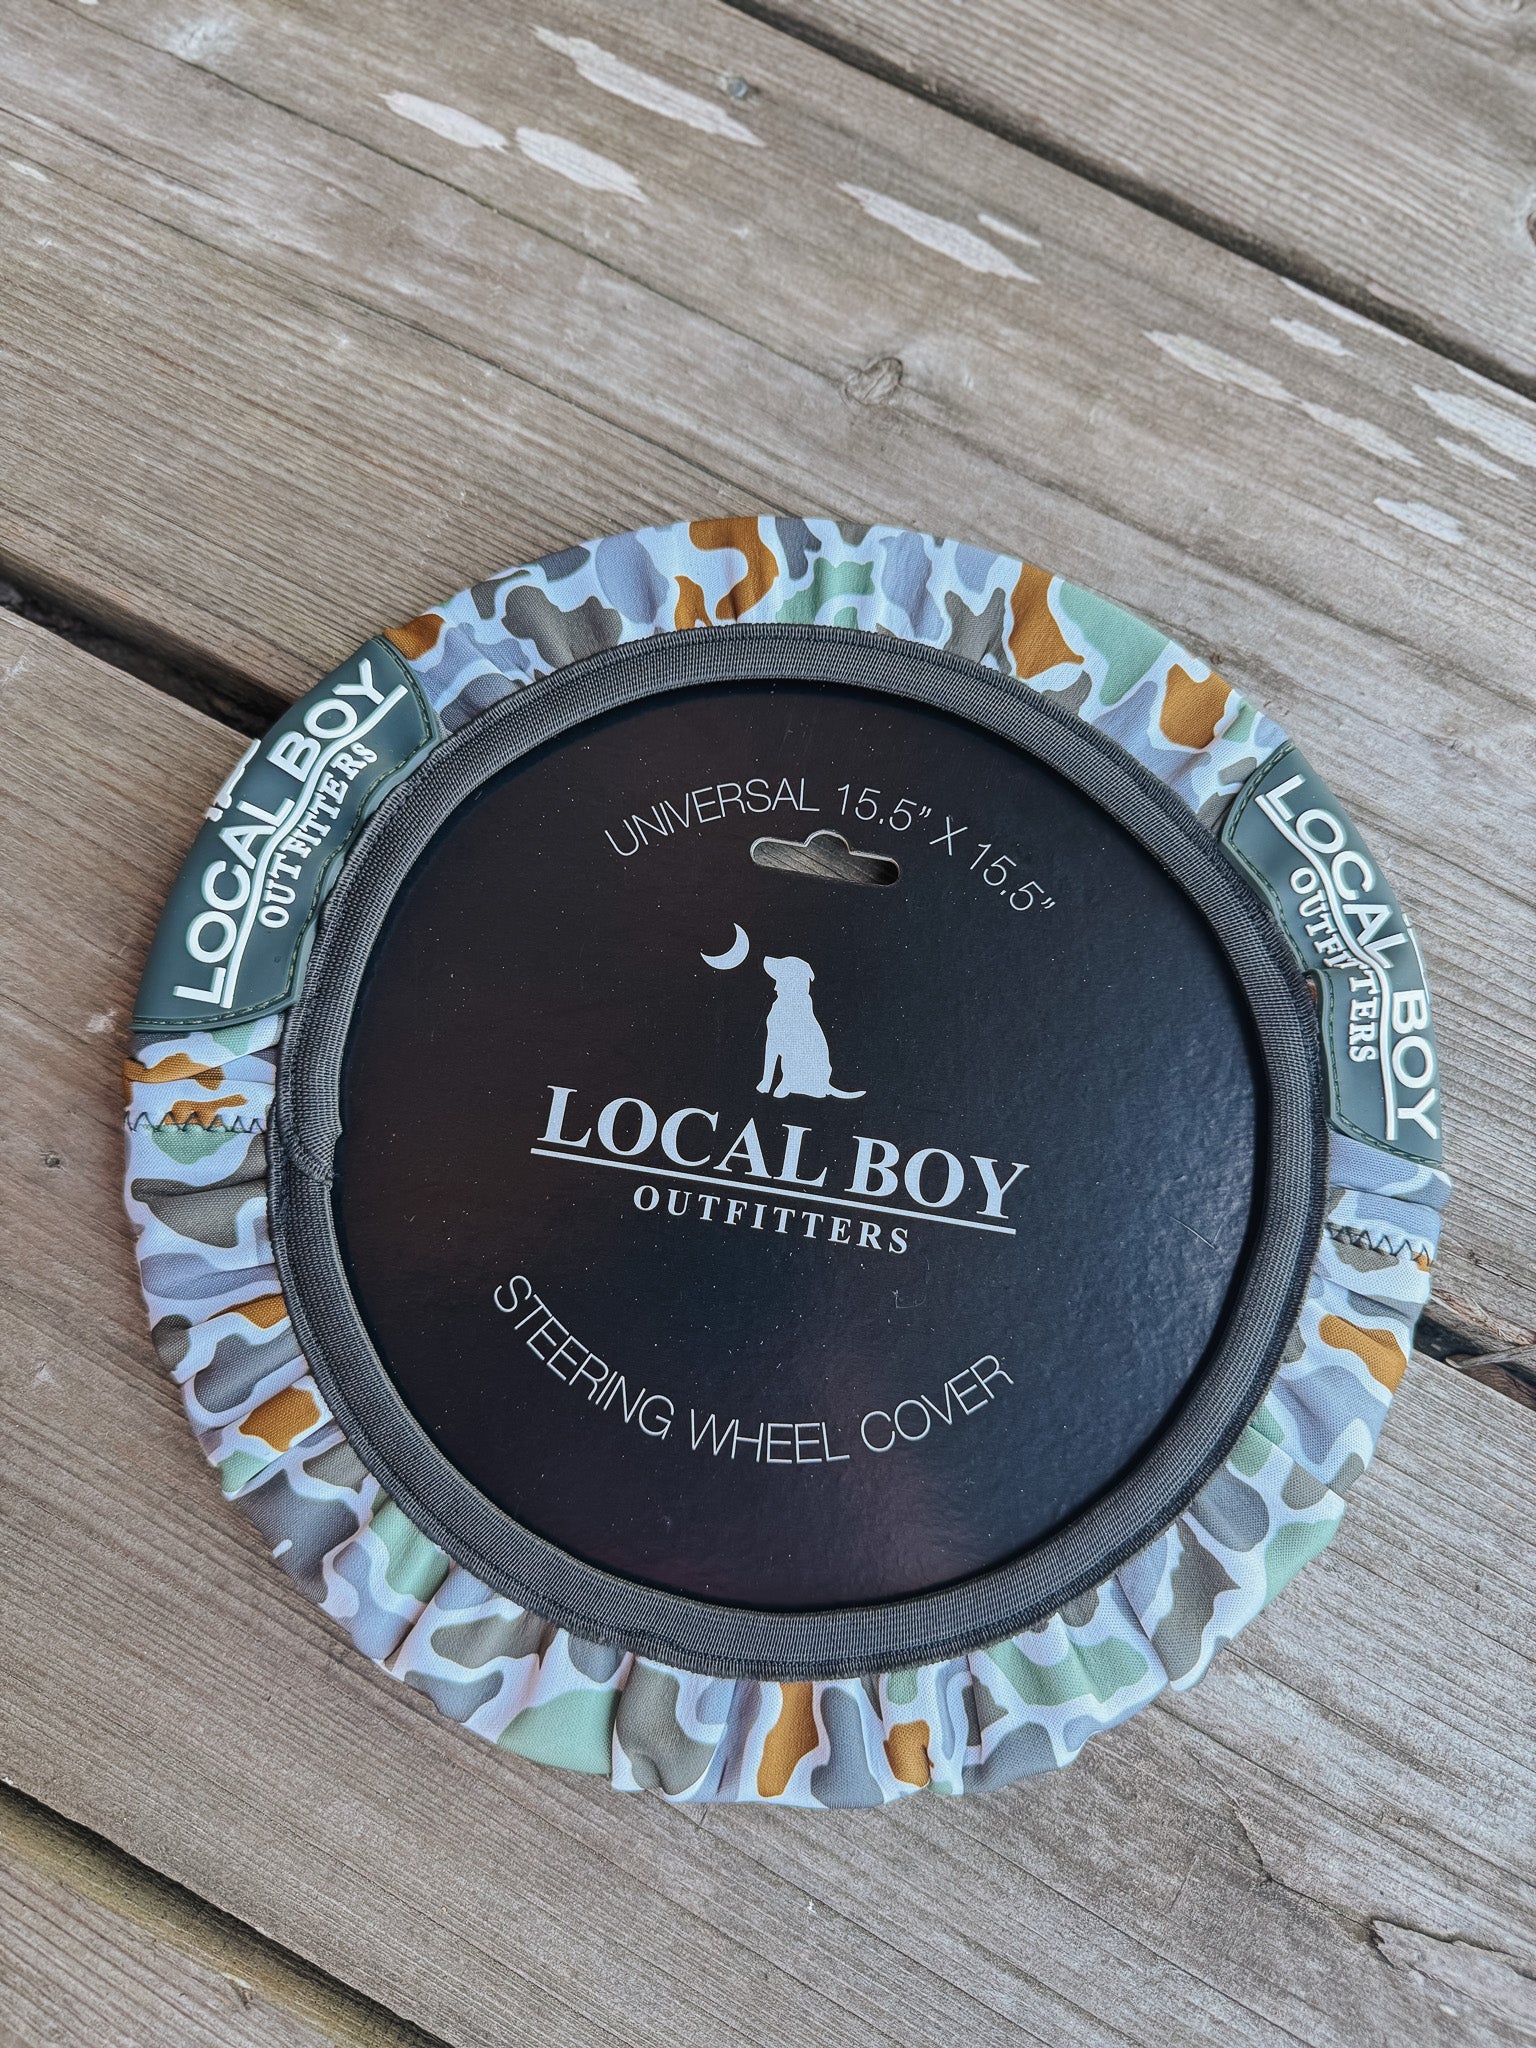 UNIVERSAL 15.5” X 15.5”
LOCAL BOY
OUTFITTERS
STEERING WHEEL COVER
LOCAL BOY
OUTFITTERS
LOCAL BOY
OUTFITTERS